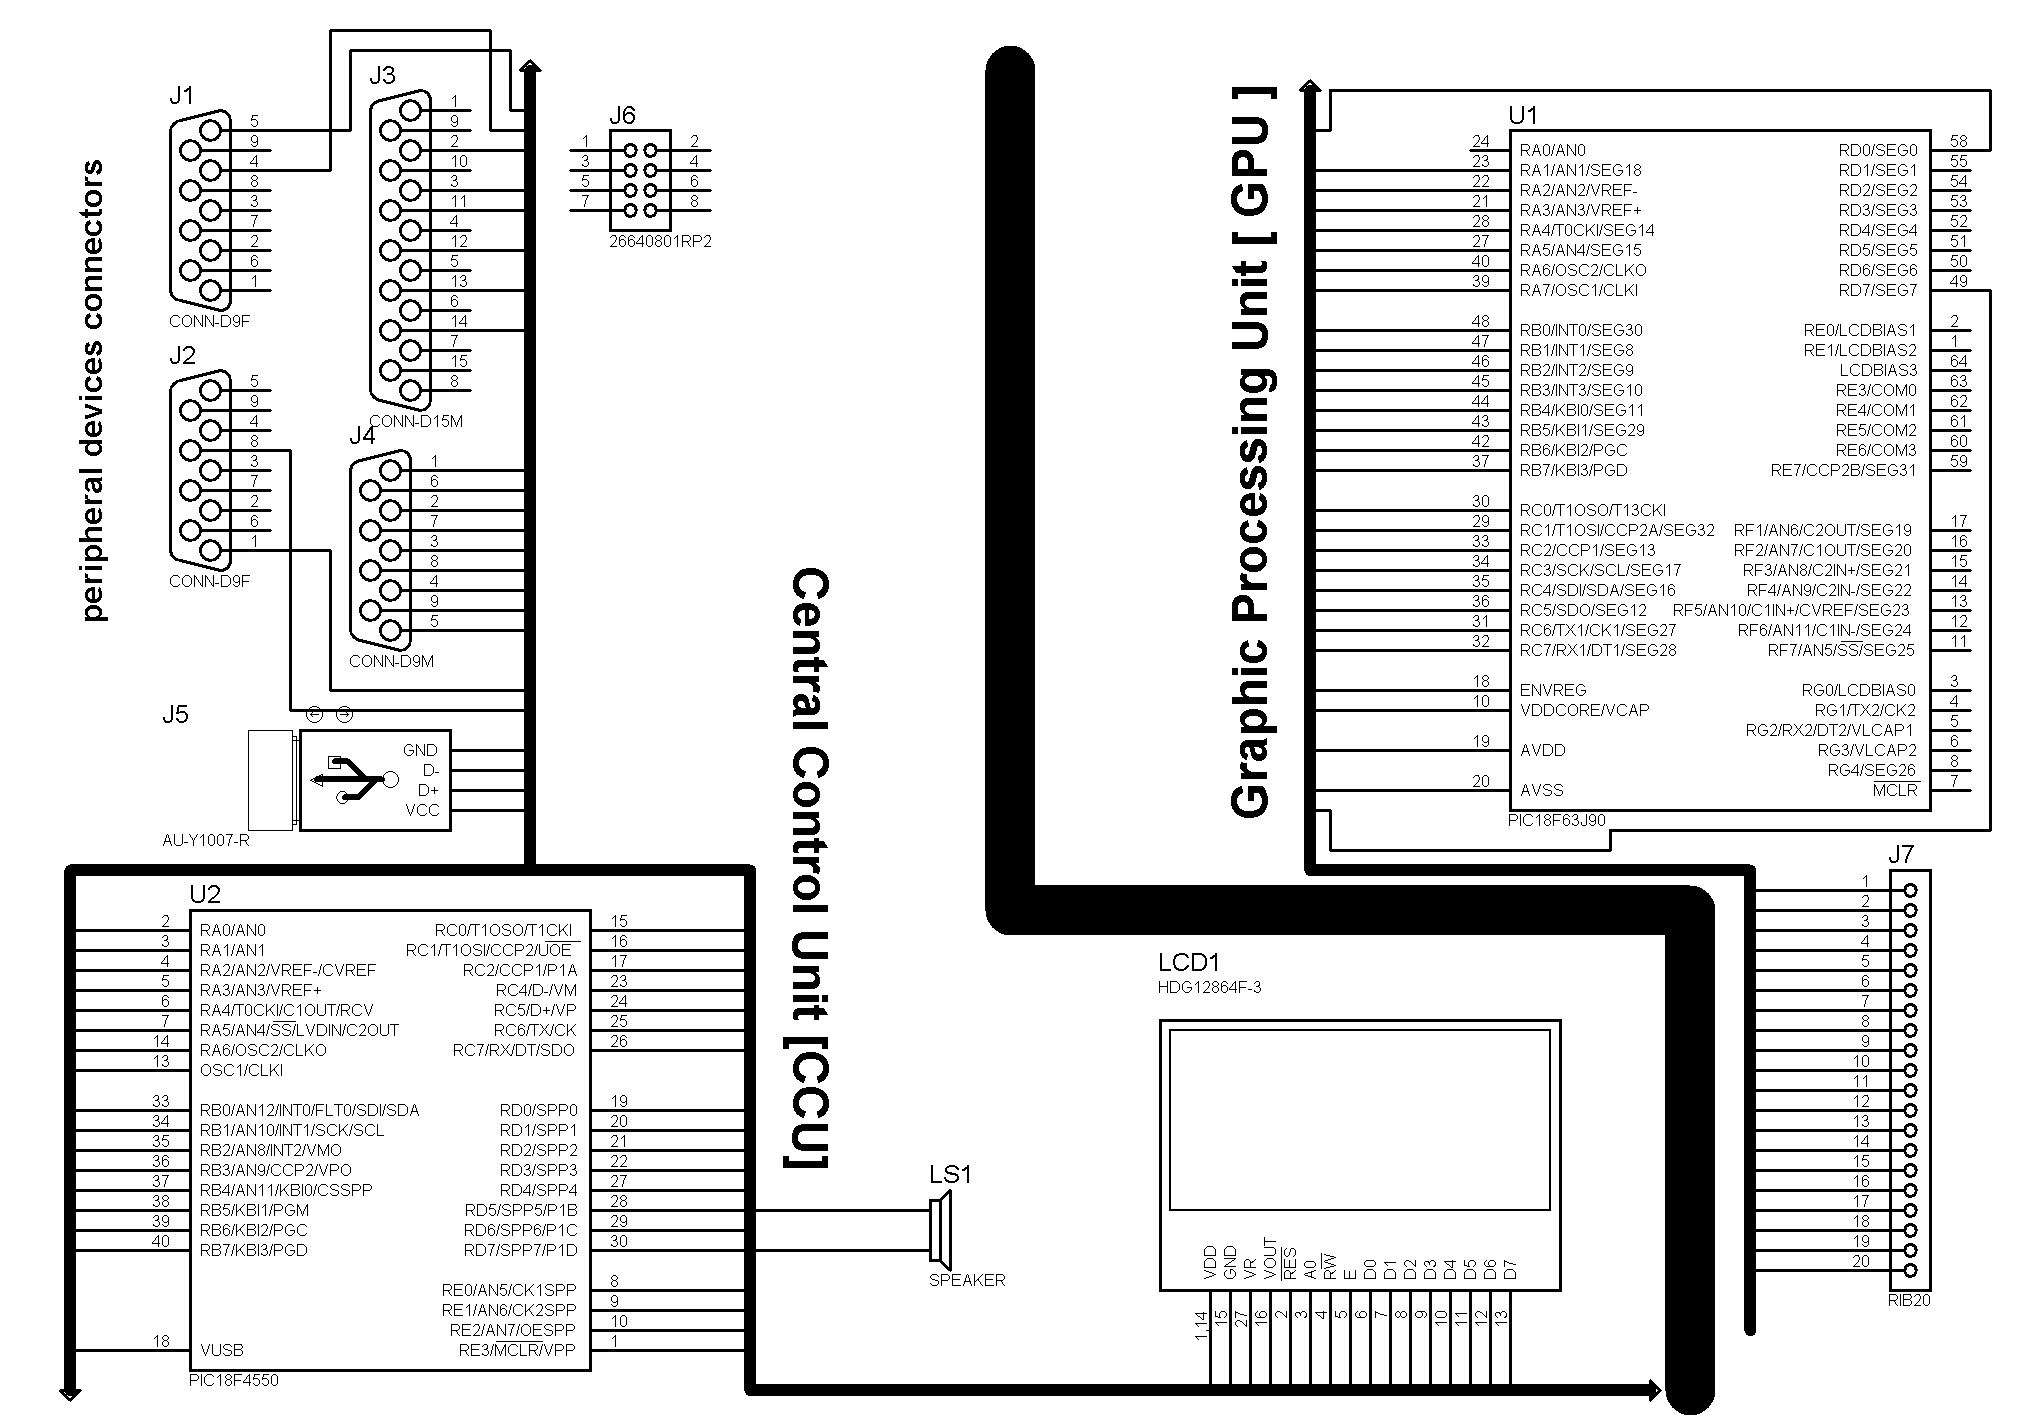 peripheral devices connectors
J1
5
9
4
8
3
7
2
6
1
CONN-D9F
J2
5
9
4
8
3
7
2
6
1
CONN-D9F
J3
1
9
2
10
3
11
4
12
5
13
6
14
7
15
8
CONN-D15M
J4
1
6
2
7
3
8
4
9
5
CONN-D9M
J6
1 2
3 4
5 6
7 8
26640801RP2
J5
GND
D-
D+
VCC
AU-Y1007-R
Central Control Unit [CCU]
U2
2 RA0/AN0 RC0/T1OSO/T1CKI 15
3 RA1/AN1 RC1/T1OSI/CCP2/UOE 16
4 RA2/AN2/VREF-/CVREF RC2/CCP1/P1A 17
5 RA3/AN3/VREF+ RC4/D-/VM 23
6 RA4/T0CKI/C1OUT/RCV RC5/D+/VP 24
7 RA5/AN4/SS/LVDIN/C2OUT RC6/TX/CK 25
14 RA6/OSC2/CLKO RC7/RX/DT/SDO 26
13 OSC1/CLKI
33 RB0/AN12/INT0/FLT0/SDI/SDA RD0/SPP0 19
34 RB1/AN10/INT1/SCK/SCL RD1/SPP1 20
35 RB2/AN8/INT2/VMO RD2/SPP2 21
36 RB3/AN9/CCP2/VPO RD3/SPP3 22
37 RB4/AN11/KBI0/CSSPP RD4/SPP4 27
38 RB5/KBI1/PGM RD5/SPP5/P1B 28
39 RB6/KBI2/PGC RD6/SPP6/P1C 29
40 RB7/KBI3/PGD RD7/SPP7/P1D 30
RE0/AN5/CK1SPP 8
RE1/AN6/CK2SPP 9
RE2/AN7/OESPP 10
18 VUSB RE3/MCLR/VPP 1
PIC18F4550
LS1
SPEAKER
Graphic Processing Unit [ GPU ]
U1
24 RA0/AN0 RD0/SEG0 58
23 RA1/AN1/SEG18 RD1/SEG1 55
22 RA2/AN2/VREF- RD2/SEG2 54
21 RA3/AN3/VREF+ RD3/SEG3 53
28 RA4/T0CKI/SEG14 RD4/SEG4 52
27 RA5/AN4/SEG15 RD5/SEG5 51
40 RA6/OSC2/CLKO RD6/SEG6 50
39 RA7/OSC1/CLKI RD7/SEG7 49
48 RB0/INT0/SEG30 RE0/LCDBIAS1 2
47 RB1/INT1/SEG8 RE1/LCDBIAS2 1
46 RB2/INT2/SEG9 LCDBIAS3 64
45 RB3/INT3/SEG10 RE3/COM0 63
44 RB4/KBI0/SEG11 RE4/COM1 62
43 RB5/KBI1/SEG29 RE5/COM2 61
42 RB6/KBI2/PGC RE6/COM3 60
37 RB7/KBI3/PGD RE7/CCP2B/SEG31 59
30 RC0/T1OSO/T13CKI
29 RC1/T1OSI/CCP2A/SEG32 RF1/AN6/C2OUT/SEG19 17
33 RC2/CCP1/SEG13 RF2/AN7/C1OUT/SEG20 16
34 RC3/SCK/SCL/SEG17 RF3/AN8/C2IN+/SEG21 15
35 RC4/SDI/SDA/SEG16 RF4/AN9/C2IN-/SEG22 14
36 RC5/SDO/SEG12 RF5/AN10/C1IN+/CVREF/SEG23 13
31 RC6/TX1/CK1/SEG27 RF6/AN11/C1IN-/SEG24 12
32 RC7/RX1/DT1/SEG28 RF7/AN5/SS/SEG25 11
18 ENVREG RG0/LCDBIAS0 3
10 VDDCORE/VCAP RG1/TX2/CK2 4
RG2/RX2/DT2/VLCAP1 5
19 AVDD RG3/VLCAP2 6
RG4/SEG26 8
20 AVSS MCLR 7
PIC18F63J90
J7
1
2
3
4
5
6
7
8
9
10
11
12
13
14
15
16
17
18
19
20
RIB20
LCD1
HDG12864F-3
VDD GND VR VOUT RES A0 RW E D0 D1 D2 D3 D4 D5 D6 D7
1,14 15 27 16 2 3 4 5 6 7 8 9 10 11 12 13